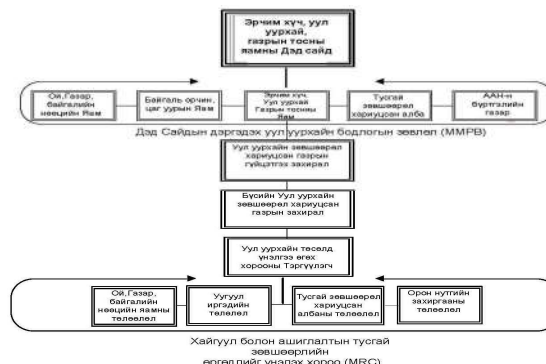 Эрчим хүч, уул
уурхай,
газрын тосны
яамны Дэд сайд
Ой,Газар,
байгалийн
нөөцийн Яам
Байгаль орчин,
цаг уурын Яам
Эрчим хүч,
Уул уурхай
Газрын тосны
Яам
Тусгай
зөвшөөрөл
хариуцсан алба
ААН-н
бүртгэлийн
газар
Дэд Сайдын дэргэдэх уул уурхайн бодлогын зөвлөл (MMPB)
Уул уурхайн зөвшөөрөл
хариуцсан газрын
гүйцэтгэх захирал
Бүсийн Уул уурхайн
зөвшөөрөл хариуцсан
газрын захирал
Уул уурхайн төсөлд
үнэлгээ өгөх
хорооны Тэргүүлэгч
Ой,Газар,
байгалийн
нөөцийн яамны
төлөөлөл
Уугуул
иргэдийн
төлөөлөл
Тусгай зөвшөөрөл
хариуцсан
албаны төлөөлөл
Орон нутгийн
захиргааны
төлөөлөл
Хайгуул болон ашиглалтын тусгай
зөвшөөрлийн
өргөдлийг үнэлэх хороо (MRC)